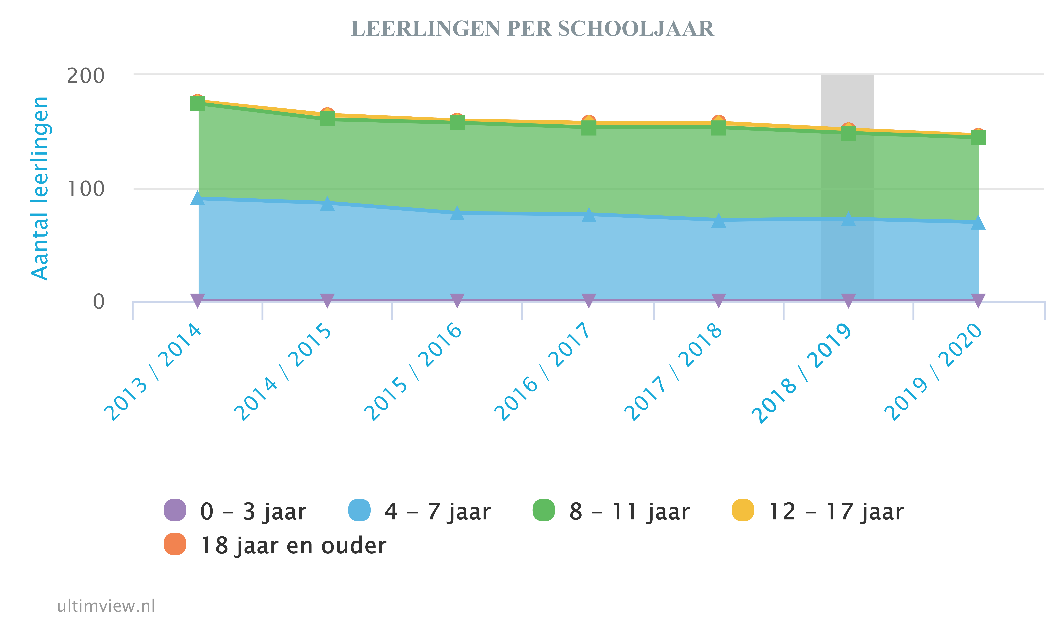 LEERLINGEN PER SCHOOLJAAR
200
100
0
Aantal leerlingen
2013 / 2014
2014 / 2015
2015 / 2016
2016 / 2017
2017 / 2018
2018 / 2019
2019 / 2020
0 – 3 jaar
4 – 7 jaar
8 – 11 jaar
12 – 17 jaar
18 jaar en ouder
ultimview.nl